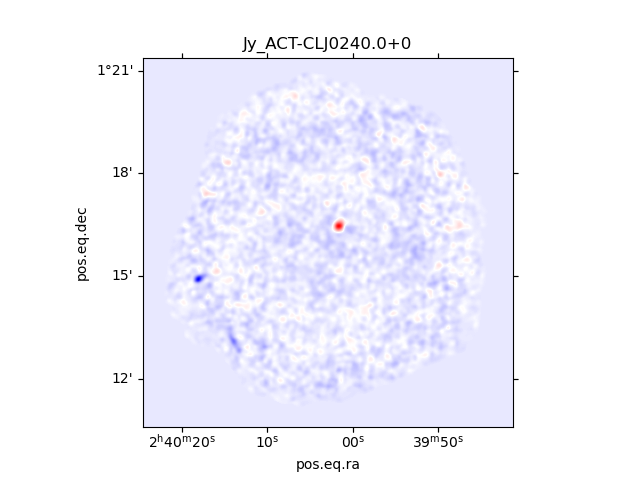 Jy_ACT-CLJ0240.0+0
1°21'
18'
15'
12'
pos.eq.dec
2ʰ40ᵐ20ˢ 10ˢ 00ˢ 39ᵐ50ˢ
pos.eq.ra